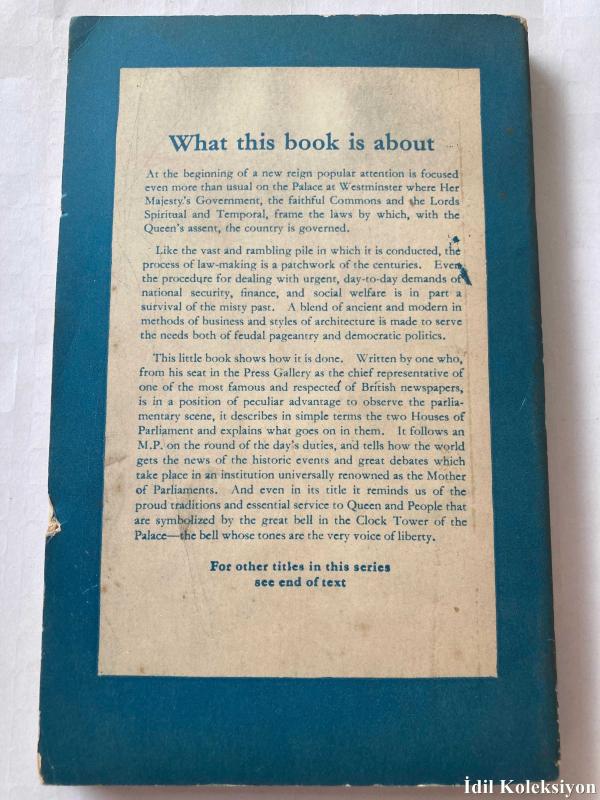 What this book is about
At the beginning of a new reign popular attention is focused
even more than usual on the Palace at Westminster where Her
Majesty's Government, the faithful Commons and the Lords
Spiritual and Temporal, frame the laws by which, with the
Queen's assent, the country is governed.
Like the vast and rambling pile in which it is conducted, the
process of law-making is a patchwork of the centuries. Even
the procedure for dealing with urgent, day-to-day demands of
national security, finance, and social welfare is in part a
survival of the misty past. A blend of ancient and modern in
methods of business and styles of architecture is made to serve
the needs both of feudal pageantry and democratic politics.
This little book shows how it is done. Written by one who,
from his seat in the Press Gallery as the chief representative of
one of the most famous and respected of British newspapers,
is in a position of peculiar advantage to observe the parlia-
mentary scene, it describes in simple terms the two Houses of
Parliament and explains what goes on in them. It follows an
M.P. on the round of the day's duties, and tells how the world
gets the news of the historic events and great debates which
take place in an institution universally renowned as the Mother
of Parliaments. And even in its title it reminds us of the
proud traditions and essential service to Queen and People that
are symbolized by the great bell in the Clock Tower of the
Palace—the bell whose tones are the very voice of liberty.
For other titles in this series
see end of text
İdil Koleksiyon